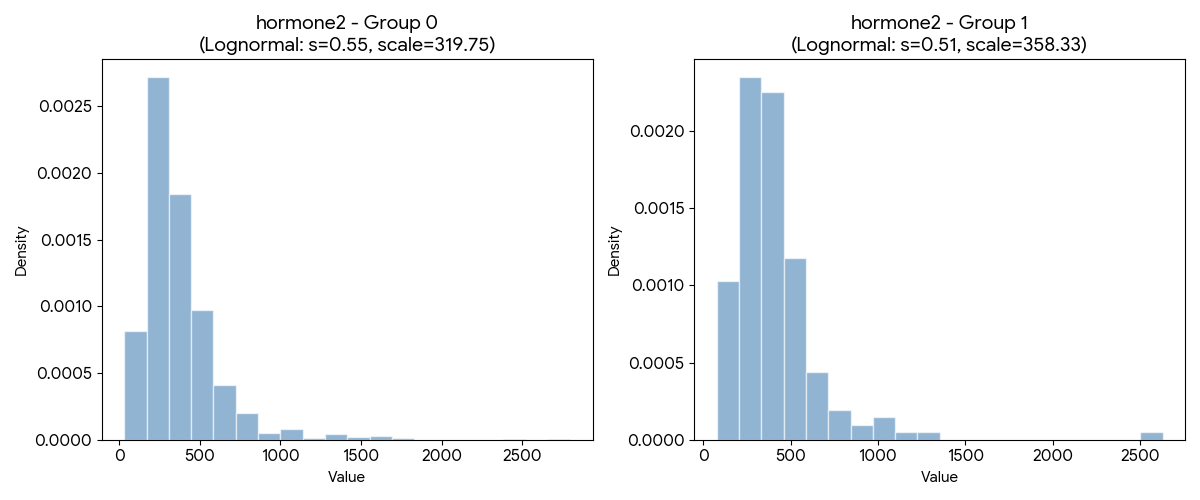 hormone2 - Group 0
(Lognormal: s=0.55, scale=319.75)
Density
0.0025
0.0020
0.0015
0.0010
0.0005
0.0000
0 500 1000 1500 2000 2500
Value
hormone2 - Group 1
(Lognormal: s=0.51, scale=358.33)
Density
0.0020
0.0015
0.0010
0.0005
0.0000
0 500 1000 1500 2000 2500
Value